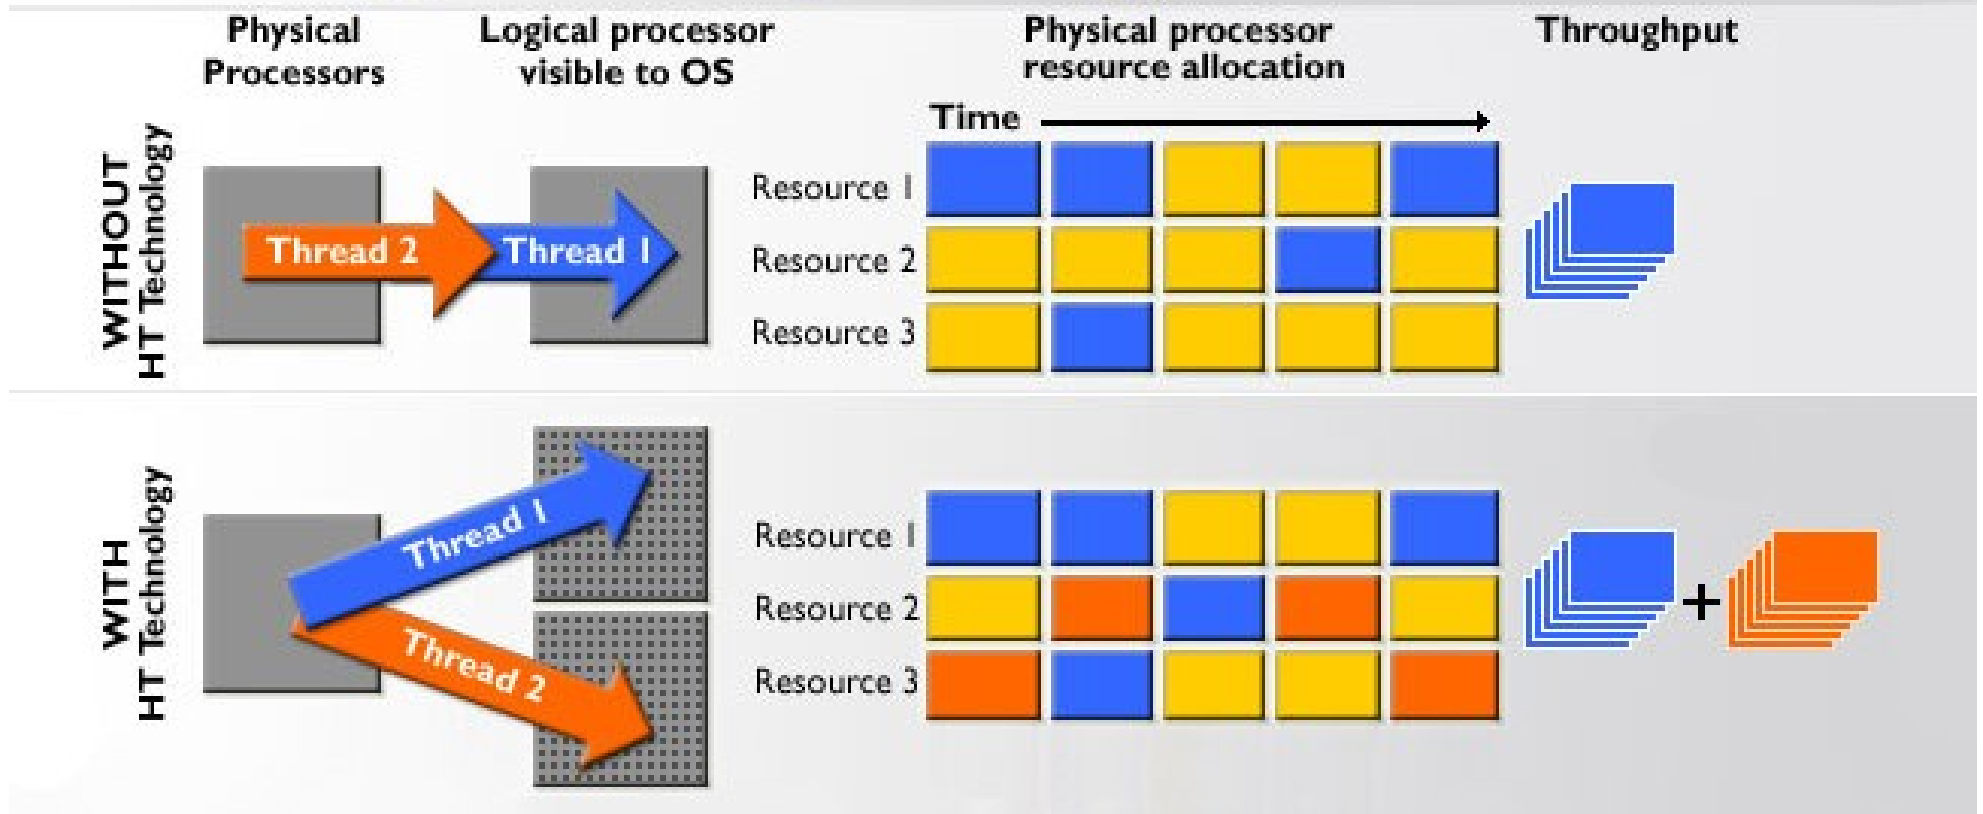 Physical
Processors
Logical processor
visible to OS
Physical processor
resource allocation
Throughput
Time
WITHOUT
HT Technology
Thread 2
Thread 1
Resource 1
Resource 2
Resource 3
WITH
HT Technology
Thread 1
Thread 2
Resource 1
Resource 2
Resource 3
+